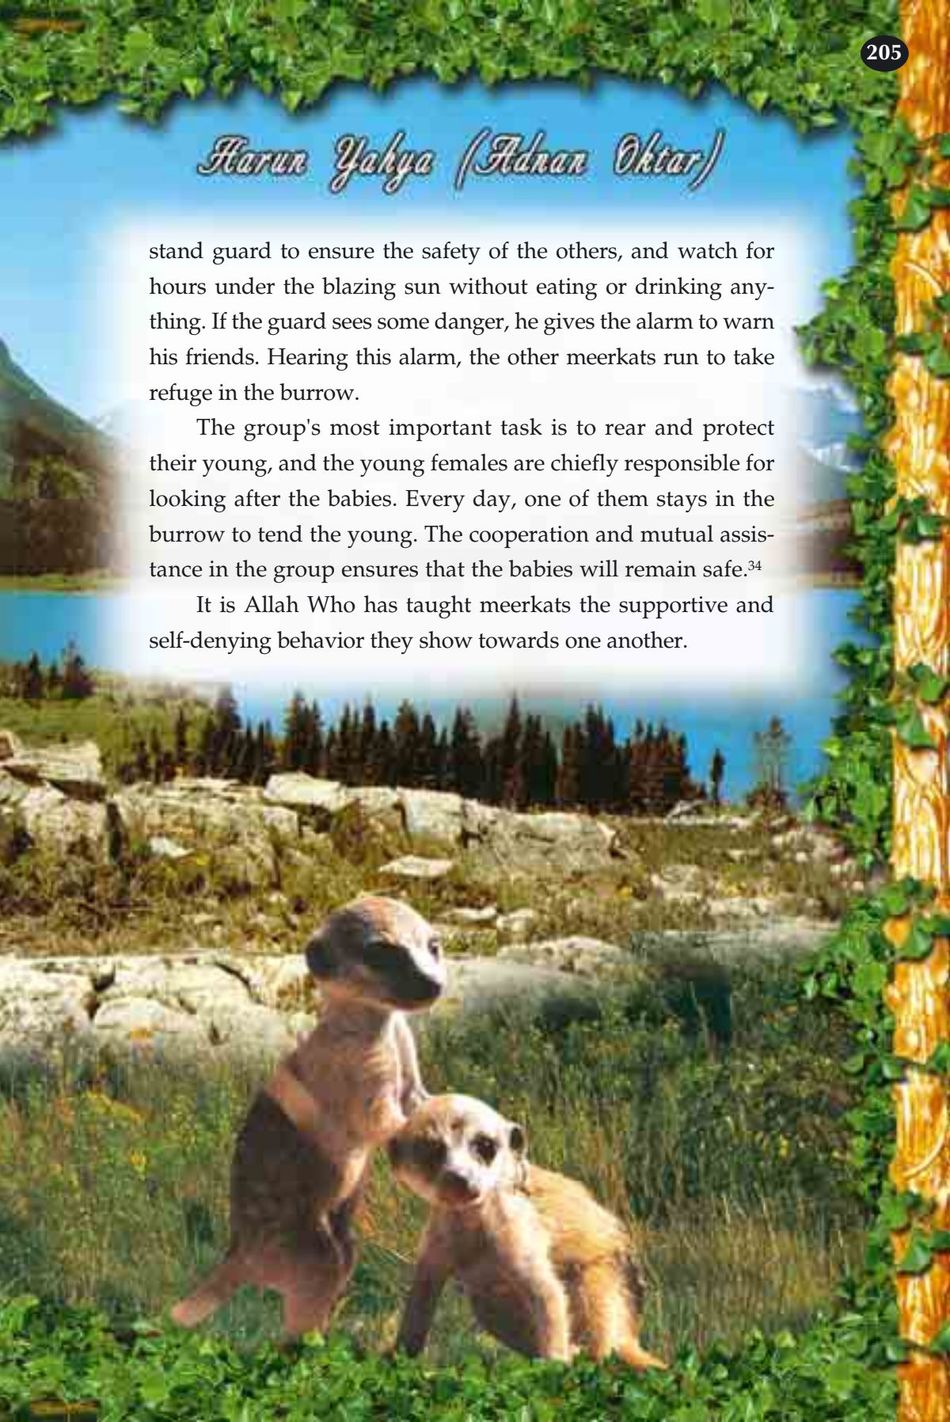 205
Harun Yahya (Adnan Oktar)
stand guard to ensure the safety of the others, and watch for
hours under the blazing sun without eating or drinking any-
thing. If the guard sees some danger, he gives the alarm to warn
his friends. Hearing this alarm, the other meerkats run to take
refuge in the burrow.
The group's most important task is to rear and protect
their young, and the young females are chiefly responsible for
looking after the babies. Every day, one of them stays in the
burrow to tend the young. The cooperation and mutual assis-
tance in the group ensures that the babies will remain safe.34
It is Allah Who has taught meerkats the supportive and
self-denying behavior they show towards one another.